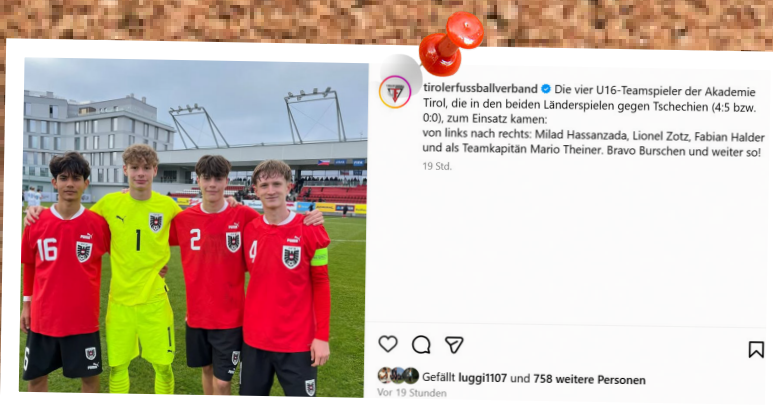 tirolerfussballverband Die vier U16-Teamspieler der Akademie
Tirol, die in den beiden Länderspielen gegen Tschechien (4:5 bzw.
0:0), zum Einsatz kamen:
von links nach rechts: Milad Hassanzada, Lionel Zotz, Fabian Halder
und als Teamkapitän Mario Theiner. Bravo Burschen und weiter so!
19 Std.
16
1
2
4
6
1
Gefällt luggi1107 und 758 weitere Personen
Vor 19 Stunden